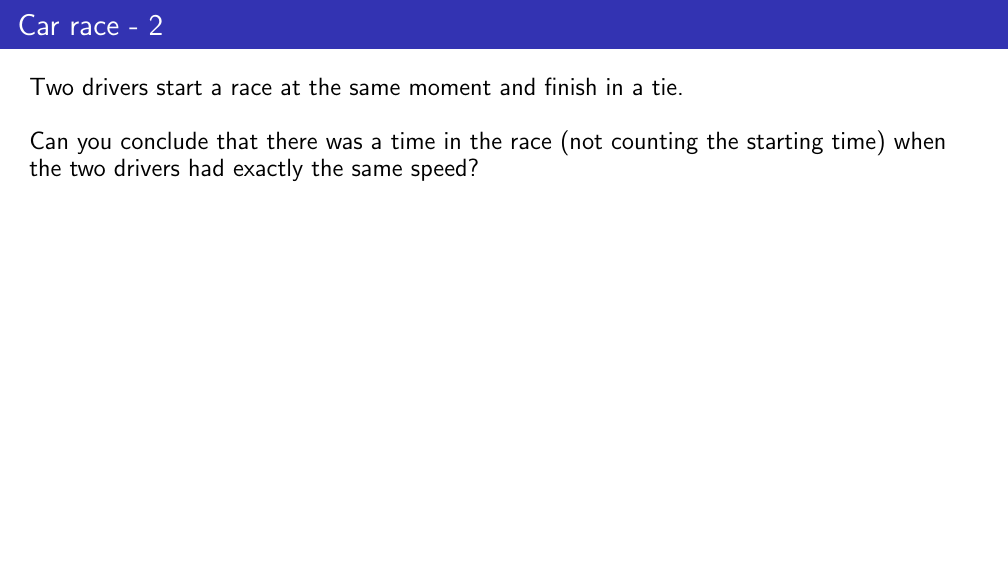 Car race - 2
Two drivers start a race at the same moment and finish in a tie.
Can you conclude that there was a time in the race (not counting the starting time) when
the two drivers had exactly the same speed?